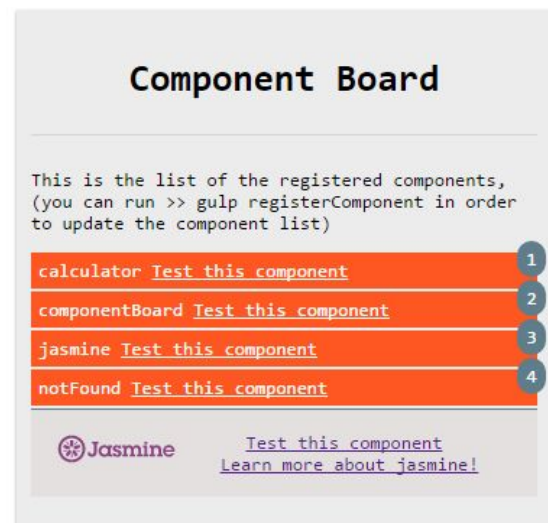 Component Board
This is the list of the registered components,
(you can run >> gulp registerComponent in order
to update the component list)
calculator Test this component 1
componentBoard Test this component 2
jasmine Test this component 3
notFound Test this component 4
Jasmine
Test this component
Learn more about jasmine!